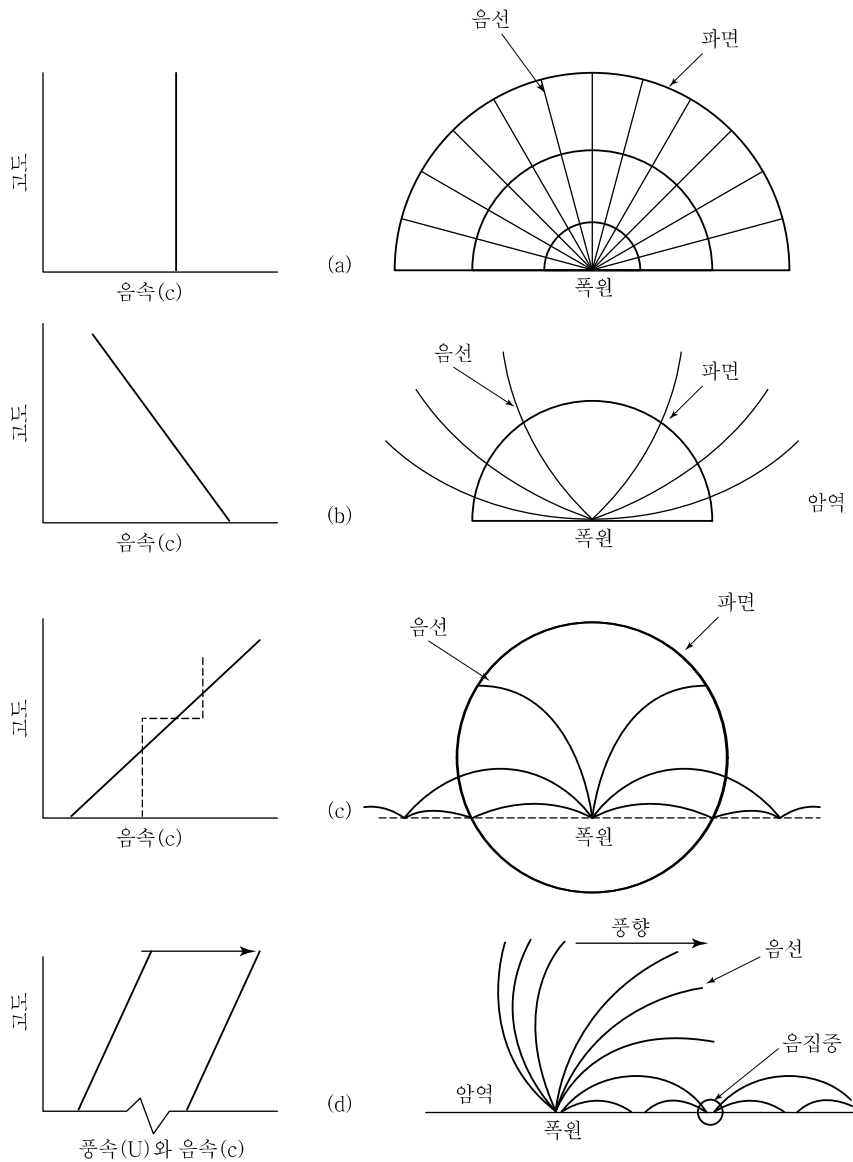 음선
파면
고도
음속(c)
(a)
폭원
음선
파면
고도
음속(c)
(b)
폭원
암역
음선
파면
고도
음속(c)
(c)
폭원
풍향
음선
고도
음집중
암역
풍속(U)와 음속(c)
(d)
폭원